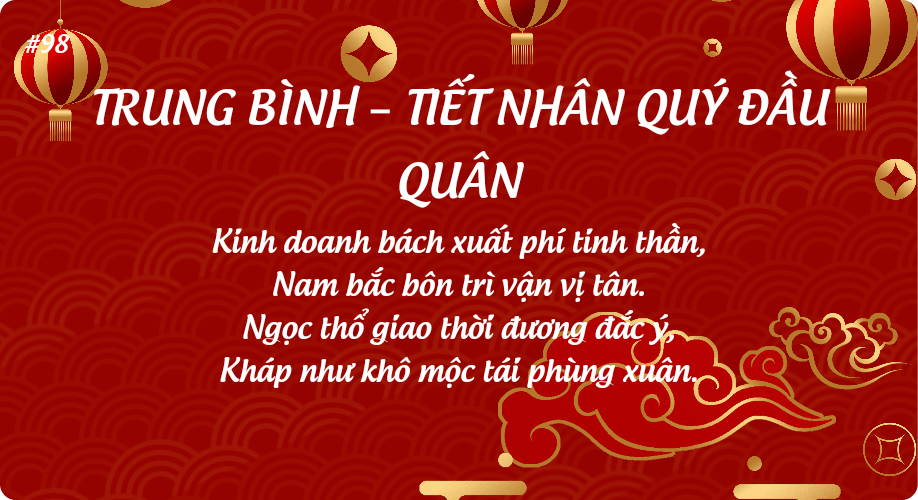 #98
TRUNG BÌNH – TIẾT NHÂN QUÝ ĐẦU
QUÂN
Kinh doanh bách xuất phí tinh thần,
Nam bắc bôn trì vận vị tân.
Ngọc thổ giao thời đương đắc ý,
Kháp như khô mộc tái phùng xuân.